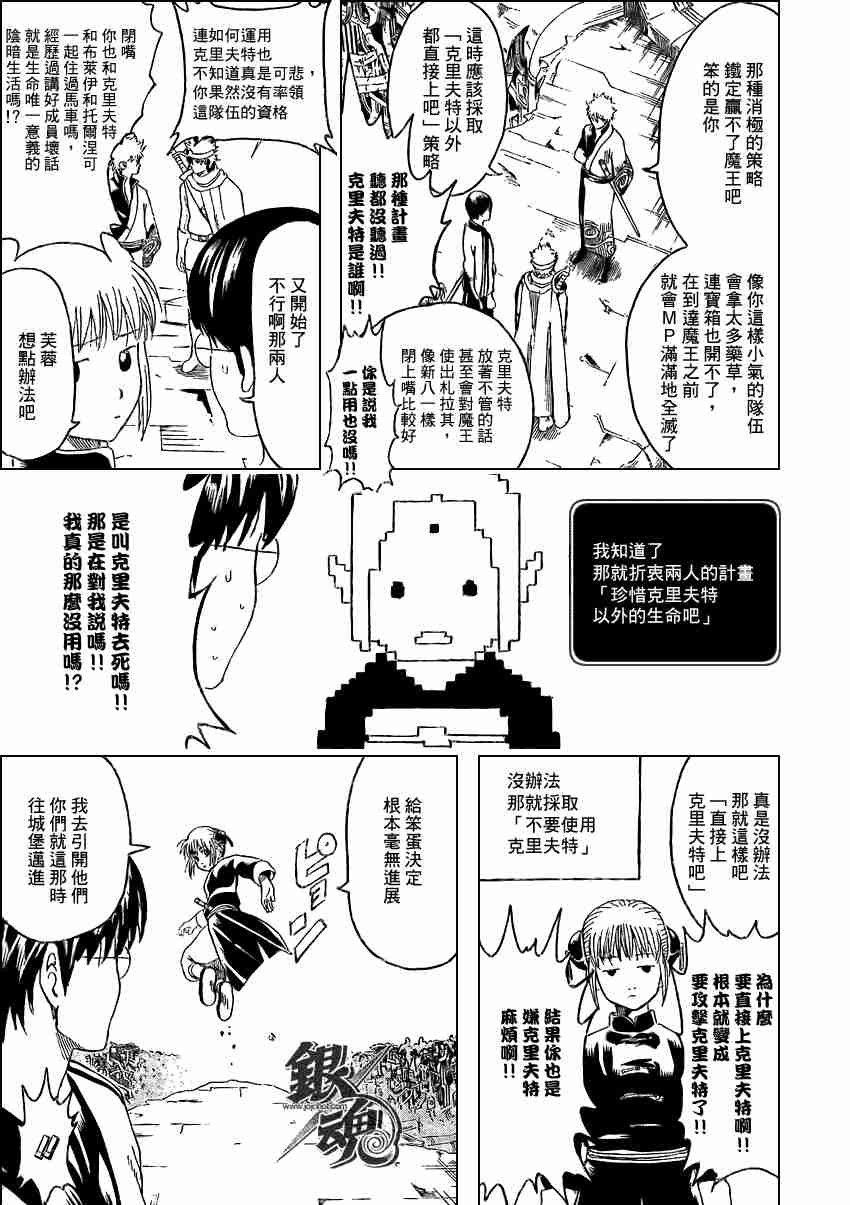 那種消極的策略
鐵定贏不了魔王吧
笨的是你
這時應該採取
「克里夫特以外
都直接上吧」策略
那種計畫
聽都沒聽過!!
克里夫特是誰啊!!
像你這樣小氣的隊伍
會拿太多藥草，
連寶箱也開不了，
在到達魔王之前
就會MP滿滿地全滅了
克里夫特
放著不管的話
甚至會對魔王
使出札拉其，
像新八一樣
閉上嘴比較好
你是說我
一點用也沒嗎!!
連如何運用
克里夫特也
不知道真是可悲，
你果然沒有率領
這隊伍的資格
閉嘴
你也和克里夫特
和布萊伊和托爾涅可
一起住過馬車嗎，
經歷過講好成員壞話
就是生命唯一意義的
陰暗生活嗎!?
又開始了
不行啊那兩人
芙蓉
想點辦法吧
我知道了
那就折衷兩人的計畫
「珍惜克里夫特
以外的生命吧」
是叫克里夫特去死嗎!!
那是在對我說嗎!!
我真的那麼沒用嗎!?
真是沒辦法
那就這樣吧
「直接上
克里夫特吧」
沒辦法
那就採取
「不要使用
克里夫特」
為什麼
要直接上克里夫特啊!!
根本就變成
要攻擊克里夫特了!!
結果你也是
嫌克里夫特
麻煩啊!!
給笨蛋決定
根本毫無進展
ピョン
我去引開他們
你們就這那時
往城堡邁進
!!
銀魂
www.jojohot.com